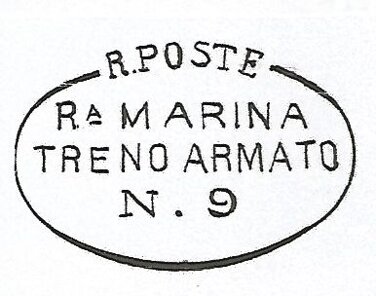 R.POSTE
Rᴬ MARINA
TRENO ARMATO
N. 9